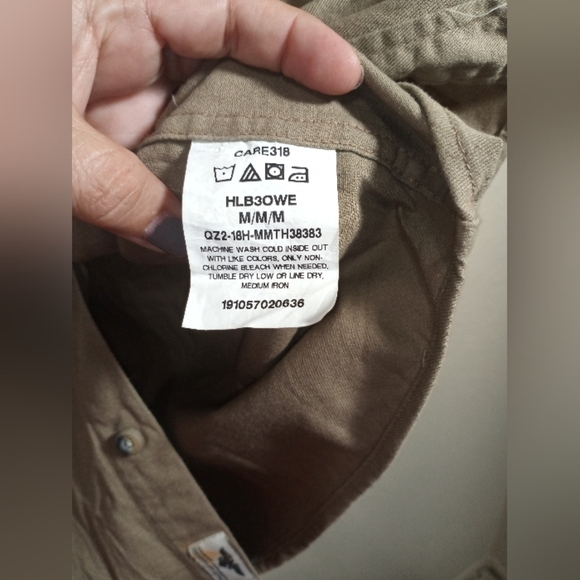 CARE318
HLB3OWE
M/M/M
QZ2-18H-MMTH38383
MACHINE WASH COLD INSIDE OUT
WITH LIKE COLORS, ONLY NON-
CHLORINE BLEACH WHEN NEEDED,
TUMBLE DRY LOW OR LINE DRY,
MEDIUM IRON
191057020636